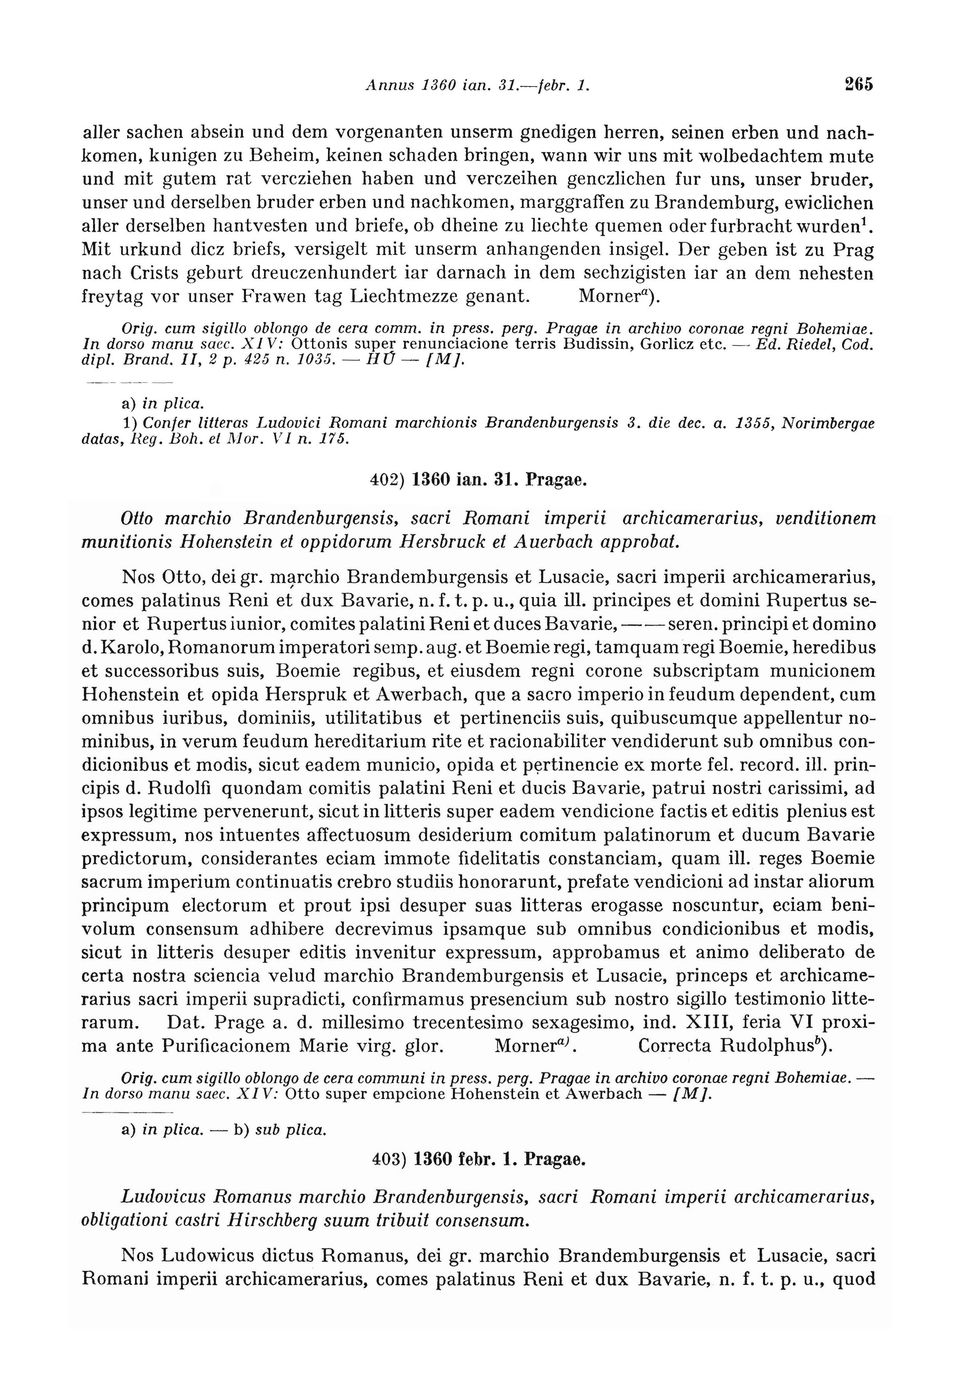 Annus 1360 ian. 31.—febr. 1. 265
aller sachen absein und dem vorgenanten unserm gnedigen herren, seinen erben und nach-
komen, kunigen zu Beheim, keinen schaden bringen, wann wir uns mit wolbedachtem mute
und mit gutem rat vercziehen haben und verczeihen genczlichen fur uns, unser bruder,
unser und derselben bruder erben und nachkomen, marggraffen zu Brandemburg, ewiclichen
aller derselben hantvesten und briefe, ob dheine zu liechte quemen oder furbracht wurden¹.
Mit urkund dicz briefs, versigelt mit unserm anhangenden insigel. Der geben ist zu Prag
nach Crists geburt dreuczenhundert iar darnach in dem sechzigisten iar an dem nehesten
freytag vor unser Frawen tag Liechtmezze genant. Mornerᵃ).
Orig. cum sigillo oblongo de cera comm. in press. perg. Pragae in archivo coronae regni Bohemiae.
In dorso manu saec. XIV: Ottonis super renunciacione terris Budissin, Gorlicz etc. — Ed. Riedel, Cod.
dipl. Brand. II, 2 p. 425 n. 1035. — HÚ — [M].
a) in plica.
1) Confer litteras Ludovici Romani marchionis Brandenburgensis 3. die dec. a. 1355, Norimbergae
datas, Reg. Boh. et Mor. VI n. 175.
402) 1360 ian. 31. Pragae.
Otto marchio Brandenburgensis, sacri Romani imperii archicamerarius, venditionem
munitionis Hohenstein et oppidorum Hersbruck et Auerbach approbat.
Nos Otto, dei gr. marchio Brandemburgensis et Lusacie, sacri imperii archicamerarius,
comes palatinus Reni et dux Bavarie, n. f. t. p. u., quia ill. principes et domini Rupertus se-
nior et Rupertus iunior, comites palatini Reni et duces Bavarie, — — seren. principi et domino
d. Karolo, Romanorum imperatori semp. aug. et Boemie regi, tamquam regi Boemie, heredibus
et successoribus suis, Boemie regibus, et eiusdem regni corone subscriptam municionem
Hohenstein et opida Herspruk et Awerbach, que a sacro imperio in feudum dependent, cum
omnibus iuribus, dominiis, utilitatibus et pertinenciis suis, quibuscumque appellentur no-
minibus, in verum feudum hereditarium rite et racionabiliter vendiderunt sub omnibus con-
dicionibus et modis, sicut eadem municio, opida et pertinencie ex morte fel. record. ill. prin-
cipis d. Rudolfi quondam comitis palatini Reni et ducis Bavarie, patrui nostri carissimi, ad
ipsos legitime pervenerunt, sicut in litteris super eadem vendicione factis et editis plenius est
expressum, nos intuentes affectuosum desiderium comitum palatinorum et ducum Bavarie
predictorum, considerantes eciam immote fidelitatis constanciam, quam ill. reges Boemie
sacrum imperium continuatis crebro studiis honorarunt, prefate vendicioni ad instar aliorum
principum electorum et prout ipsi desuper suas litteras erogasse noscuntur, eciam beni-
volum consensum adhibere decrevimus ipsamque sub omnibus condicionibus et modis,
sicut in litteris desuper editis invenitur expressum, approbamus et animo deliberato de
certa nostra sciencia velud marchio Brandemburgensis et Lusacie, princeps et archicame-
rarius sacri imperii supradicti, confirmamus presencium sub nostro sigillo testimonio litte-
rarum. Dat. Prage a. d. millesimo trecentesimo sexagesimo, ind. XIII, feria VI proxi-
ma ante Purificacionem Marie virg. glor. Mornerᵃ⁾. Correcta Rudolphusᵇ).
Orig. cum sigillo oblongo de cera communi in press. perg. Pragae in archivo coronae regni Bohemiae. —
In dorso manu saec. XIV: Otto super empcione Hohenstein et Awerbach — [M].
a) in plica. — b) sub plica.
403) 1360 febr. 1. Pragae.
Ludovicus Romanus marchio Brandenburgensis, sacri Romani imperii archicamerarius,
obligationi castri Hirschberg suum tribuit consensum.
Nos Ludowicus dictus Romanus, dei gr. marchio Brandemburgensis et Lusacie, sacri
Romani imperii archicamerarius, comes palatinus Reni et dux Bavarie, n. f. t. p. u., quod